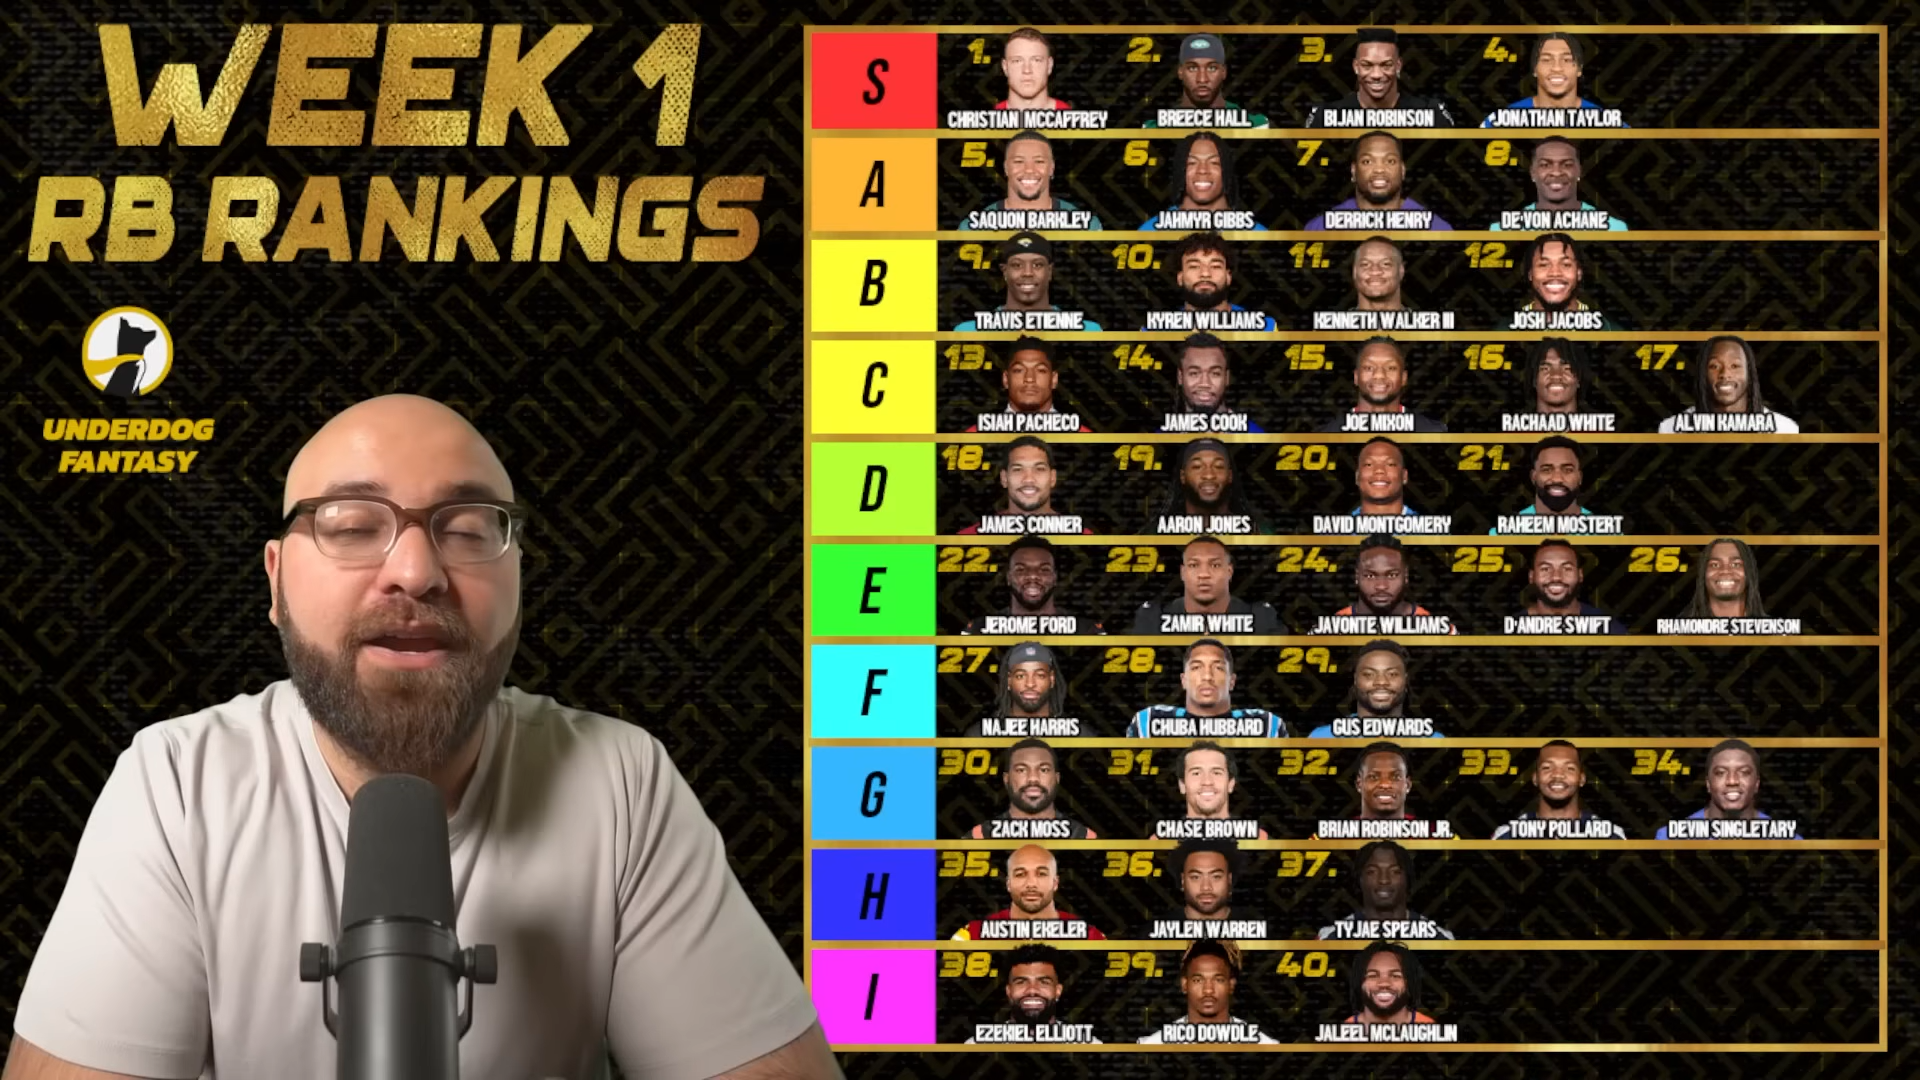 WEEK 1
RB RANKINGS
UNDERDOG
FANTASY
S
1. 2. 3. 4.
CHRISTIAN MCCAFFREY BREECE HALL BIJAN ROBINSON JONATHAN TAYLOR
A
5. 6. 7. 8.
SAQUON BARKLEY JAHMYR GIBBS DERRICK HENRY DE'VON ACHANE
B
9. 10. 11. 12.
TRAVIS ETIENNE KYREN WILLIAMS KENNETH WALKER III JOSH JACOBS
C
13. 14. 15. 16. 17.
ISIAH PACHECO JAMES COOK JOE MIXON RACHAAD WHITE ALVIN KAMARA
D
18. 19. 20. 21.
JAMES CONNER AARON JONES DAVID MONTGOMERY RAHEEM MOSTERT
E
22. 23. 24. 25. 26.
JEROME FORD ZAMIR WHITE JAVONTE WILLIAMS D'ANDRE SWIFT RHAMONDRE STEVENSON
F
27. 28. 29.
NAJEE HARRIS CHUBA HUBBARD GUS EDWARDS
G
30. 31. 32. 33. 34.
ZACK MOSS CHASE BROWN BRIAN ROBINSON JR. TONY POLLARD DEVIN SINGLETARY
H
35. 36. 37.
AUSTIN EKELER JAYLEN WARREN TYJAE SPEARS
I
38. 39. 40.
EZEKIEL ELLIOTT RICO DOWDLE JALEEL MCLAUGHLIN